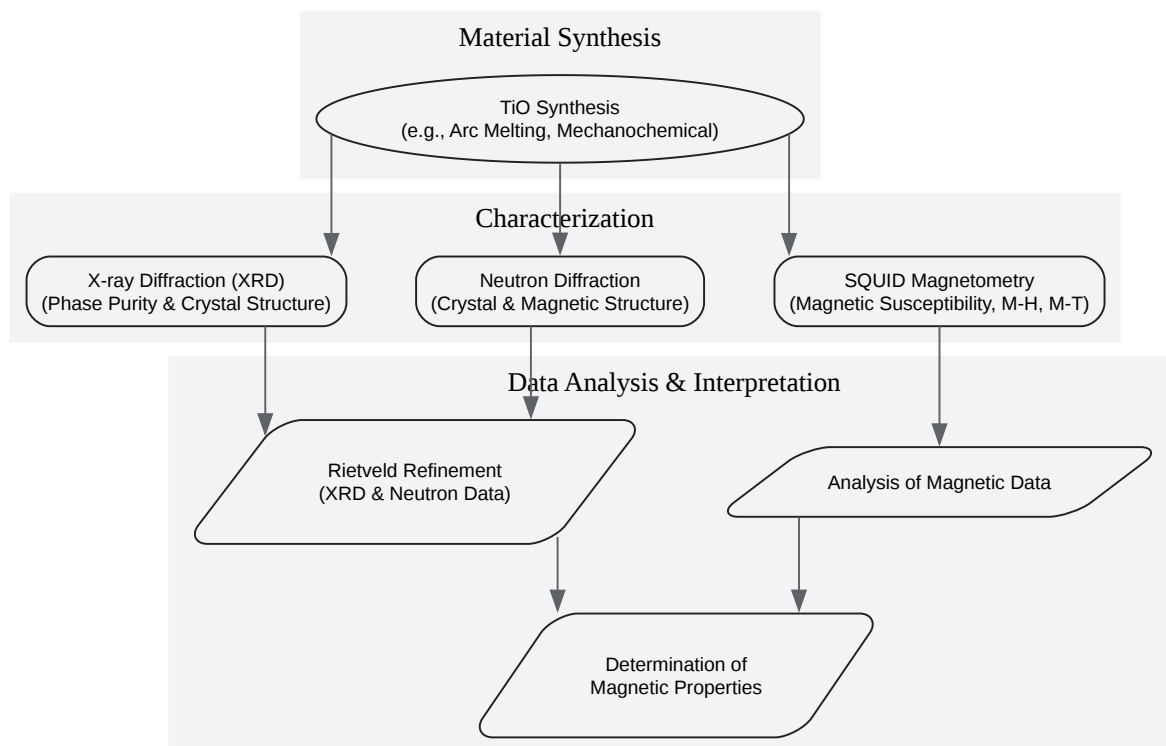 Material Synthesis
TiO Synthesis
(e.g., Arc Melting, Mechanochemical)
Characterization
X-ray Diffraction (XRD)
(Phase Purity & Crystal Structure)
Neutron Diffraction
(Crystal & Magnetic Structure)
SQUID Magnetometry
(Magnetic Susceptibility, M-H, M-T)
Data Analysis & Interpretation
Rietveld Refinement
(XRD & Neutron Data)
Analysis of Magnetic Data
Determination of
Magnetic Properties